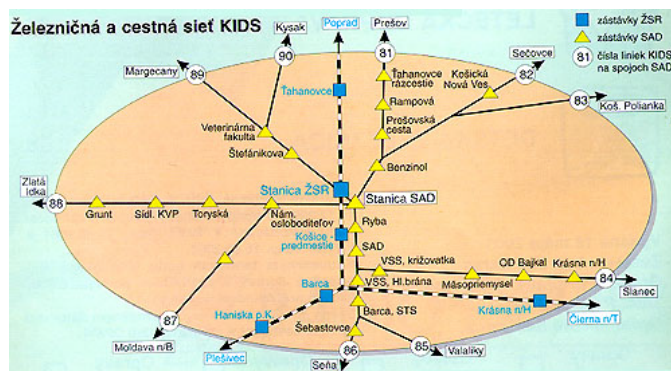 Železničná a cestná sieť KIDS
zástávky ŽSR
zástávky SAD
81 čísla liniek KIDS
na spojoch SAD
Kysak
90
Poprad
Prešov
81
Margecany
89
Ťahanovce
Ťahanovce
rázcestie
Rampová
Prešovská
cesta
Košická
Nová Ves
Sečovce
82
83
Koš. Polianka
Veterinárna
fakulta
Štefánikova
Benzinol
Zlatá
Idka
88
Grunt
Sídl. KVP
Toryská
Nám.
osloboditeľov
Stanica ŽSR
Stanica SAD
Košice -
predmestie
Ryba
SAD
VSS, križovatka
OD Bajkal
Krásna n/H
84
Slanec
VSS, Hl.brána
Mäsopriemysel
Barca
Barca, STS
Krásna n/H
Čierna n/T
Haniska p.K
87
Moldava n/B
Plešivec
Šebastovce
86
Seňa
85
Valaliky